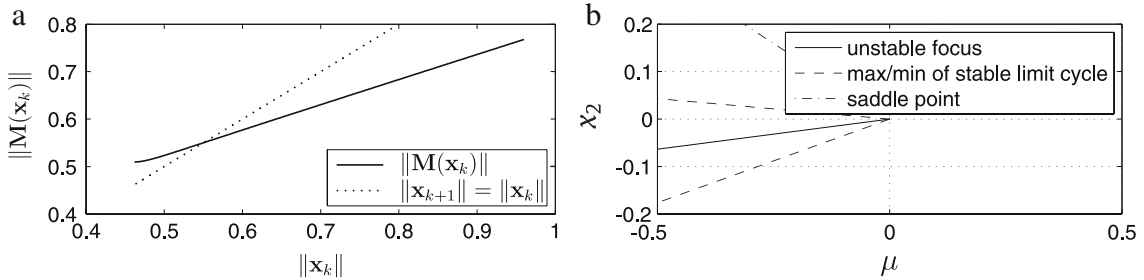 a
0.8
0.7
0.6
0.5
0.4
0.4
0.5
0.6
0.7
0.8
0.9
1
‖M(x_k)‖
‖x_k‖
‖M(x_k)‖
‖x_{k+1}‖ = ‖x_k‖
b
0.2
0.1
0
-0.1
-0.2
-0.5
0
0.5
x_2
μ
unstable focus
max/min of stable limit cycle
saddle point